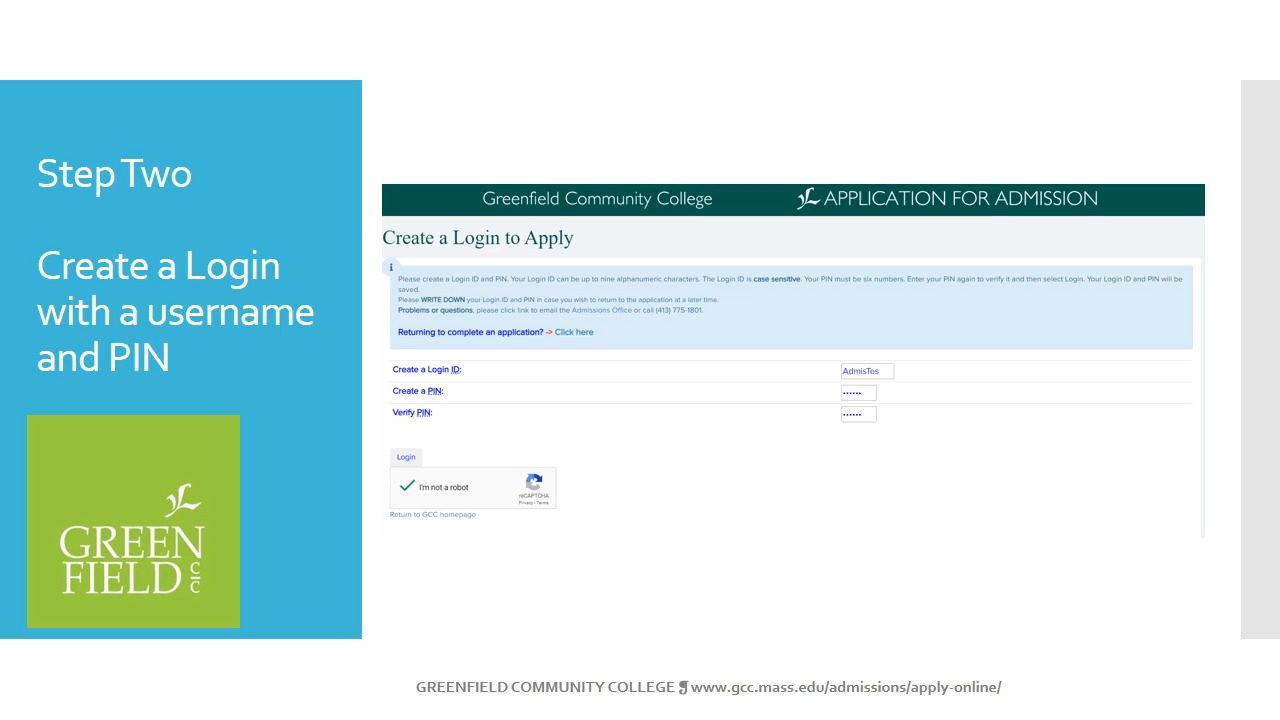 Step Two
Create a Login
with a username
and PIN
GREEN
FIELD CC
Greenfield Community College APPLICATION FOR ADMISSION
Create a Login to Apply
i
Please create a Login ID and PIN. Your Login ID can be up to nine alphanumeric characters. The Login ID is case sensitive. Your PIN must be six numbers. Enter your PIN again to verify it and then select Login. Your Login ID and PIN will be
saved.
Please WRITE DOWN your Login ID and PIN in case you wish to return to the application at a later time.
Problems or questions, please click link to email the Admissions Office or call (413) 775-1801.
Returning to complete an application? -> Click here
Create a Login ID: AdmisTes
Create a PIN: ••••••
Verify PIN: ••••••
Login
I'm not a robot
reCAPTCHA
Privacy - Terms
Return to GCC homepage
GREENFIELD COMMUNITY COLLEGE ❡ www.gcc.mass.edu/admissions/apply-online/